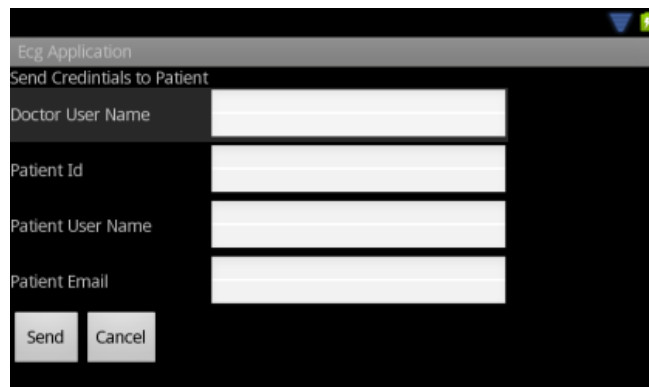 Ecg Application
Send Credintials to Patient
Doctor User Name
Patient Id
Patient User Name
Patient Email
Send Cancel